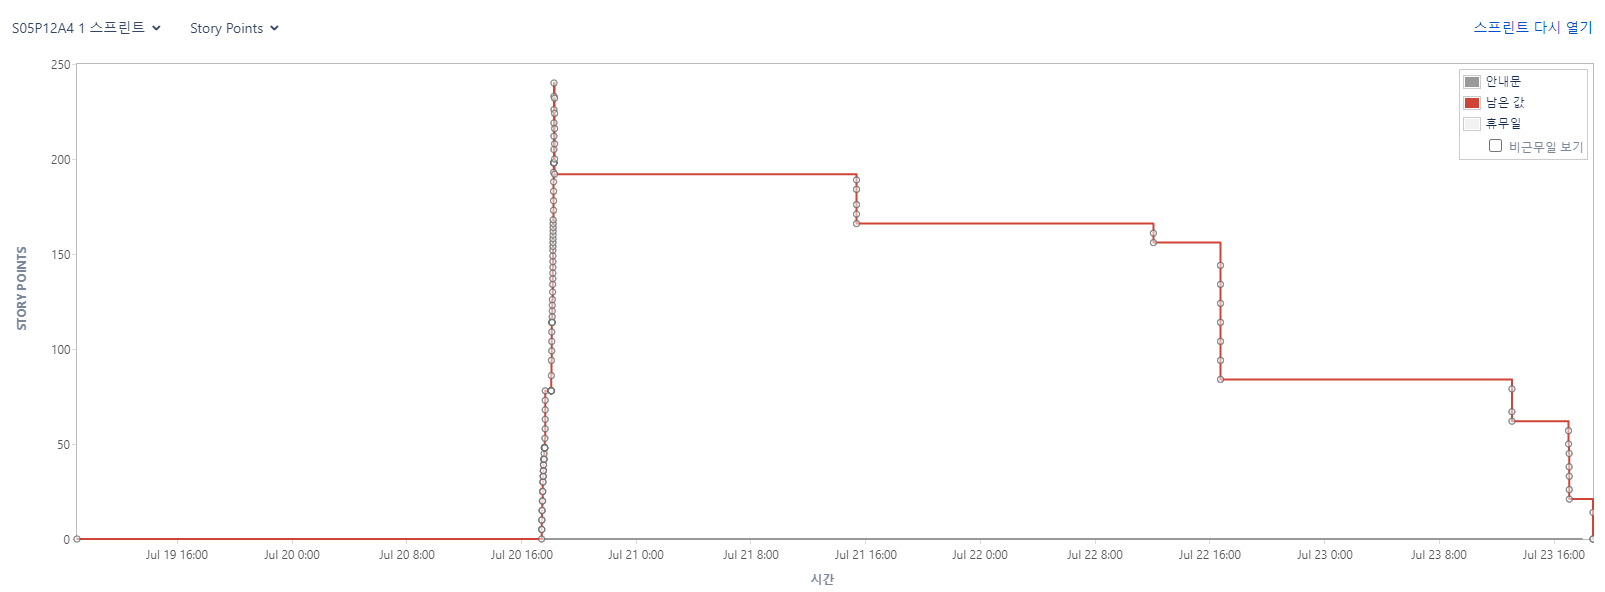 S05P12A4 1 스프린트
Story Points
스프린트 다시 열기
안내문
남은 값
휴무일
비근무일 보기
250
200
150
100
50
0
STORY POINTS
Jul 19 16:00
Jul 20 0:00
Jul 20 8:00
Jul 20 16:00
Jul 21 0:00
Jul 21 8:00
Jul 21 16:00
Jul 22 0:00
Jul 22 8:00
Jul 22 16:00
Jul 23 0:00
Jul 23 8:00
Jul 23 16:00
시간